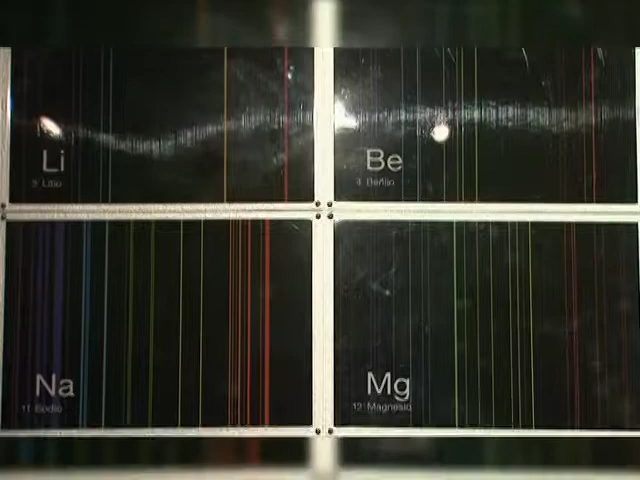 Li
3 Litio
Be
4 Berilio
Na
11 Sodio
Mg
12 Magnesio